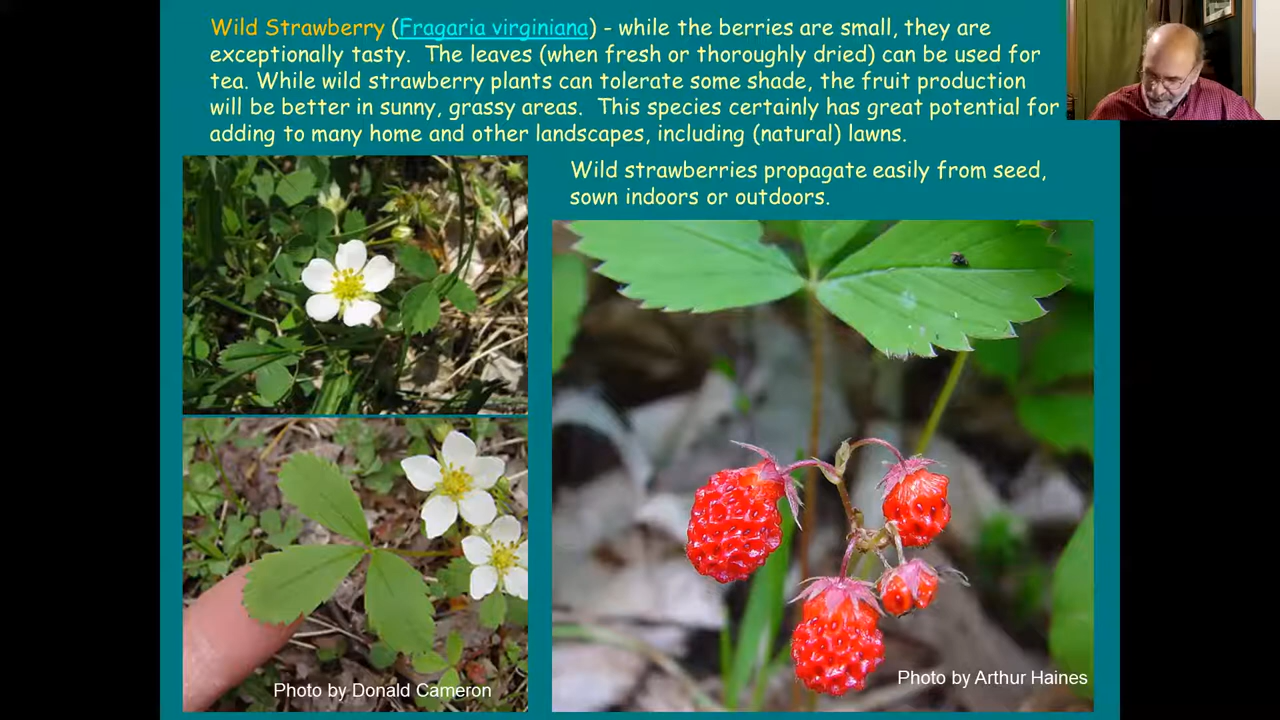 Wild Strawberry (Fragaria virginiana) - while the berries are small, they are
exceptionally tasty.  The leaves (when fresh or thoroughly dried) can be used for
tea. While wild strawberry plants can tolerate some shade, the fruit production
will be better in sunny, grassy areas.  This species certainly has great potential for
adding to many home and other landscapes, including (natural) lawns.
Wild strawberries propagate easily from seed,
sown indoors or outdoors.
Photo by Donald Cameron
Photo by Arthur Haines